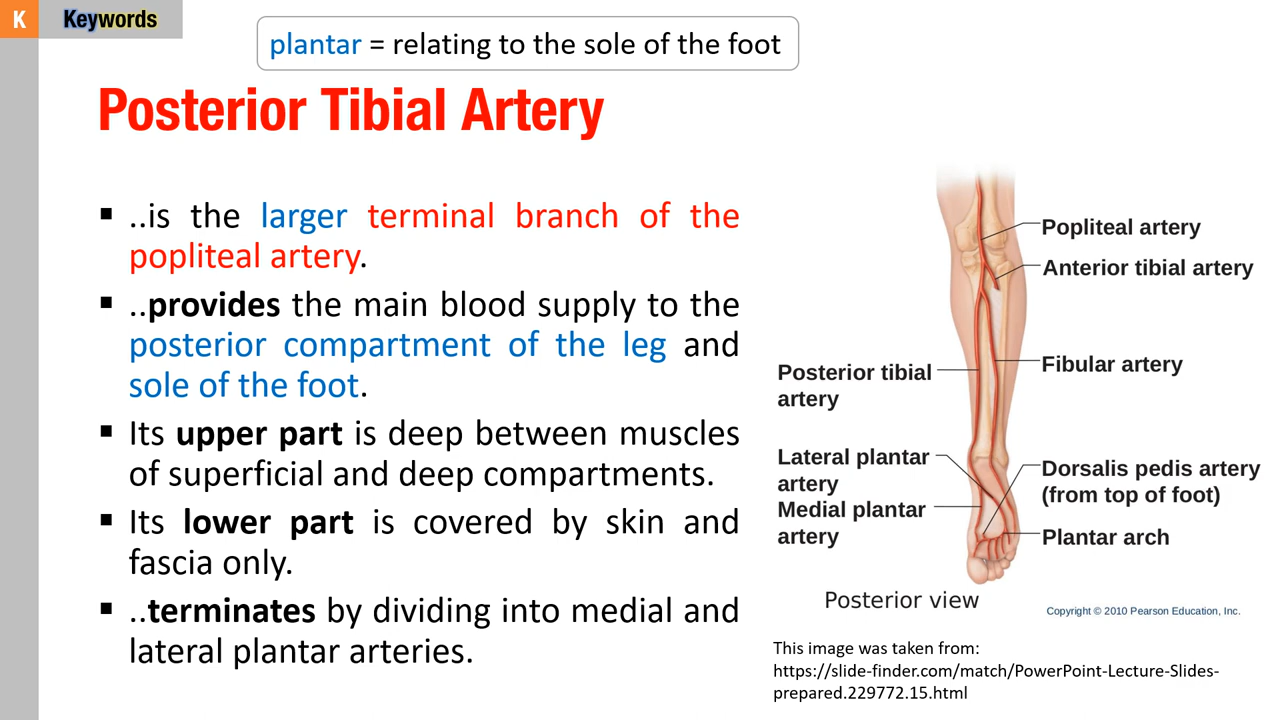 K
Keywords
plantar = relating to the sole of the foot
Posterior Tibial Artery
▪ ..is the larger terminal branch of the
popliteal artery.
▪ ..provides the main blood supply to the
posterior compartment of the leg and
sole of the foot.
▪ Its upper part is deep between muscles
of superficial and deep compartments.
▪ Its lower part is covered by skin and
fascia only.
▪ ..terminates by dividing into medial and
lateral plantar arteries.
Popliteal artery
Anterior tibial artery
Fibular artery
Posterior tibial
artery
Lateral plantar
artery
Medial plantar
artery
Dorsalis pedis artery
(from top of foot)
Plantar arch
Posterior view
Copyright © 2010 Pearson Education, Inc.
This image was taken from:
https://slide-finder.com/match/PowerPoint-Lecture-Slides-
prepared.229772.15.html